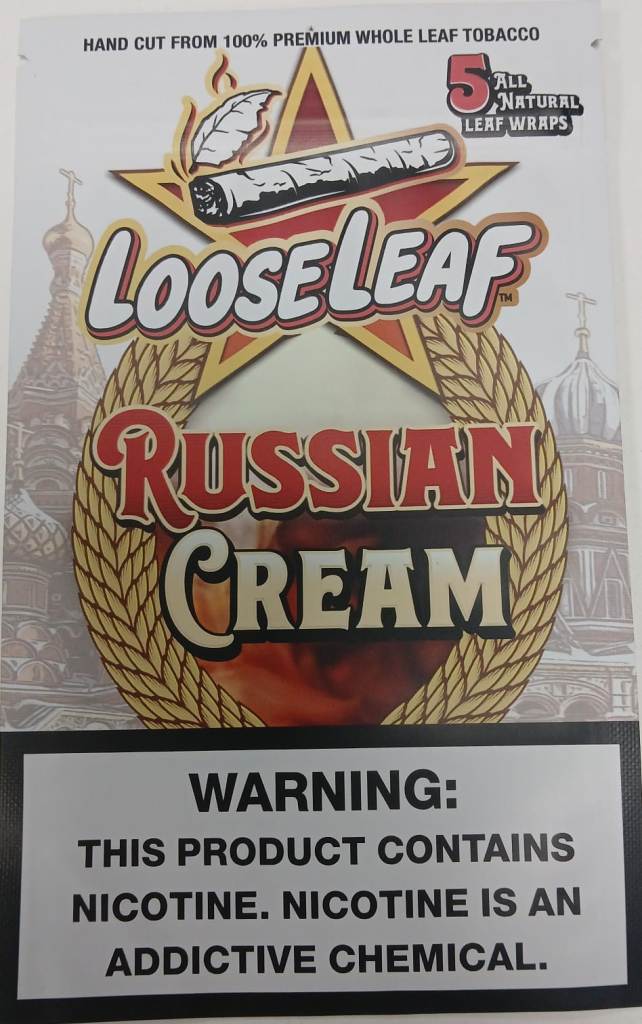 HAND CUT FROM 100% PREMIUM WHOLE LEAF TOBACCO
5 ALL
NATURAL
LEAF WRAPS
LOOSELEAF™
RUSSIAN
CREAM
WARNING:
THIS PRODUCT CONTAINS
NICOTINE. NICOTINE IS AN
ADDICTIVE CHEMICAL.